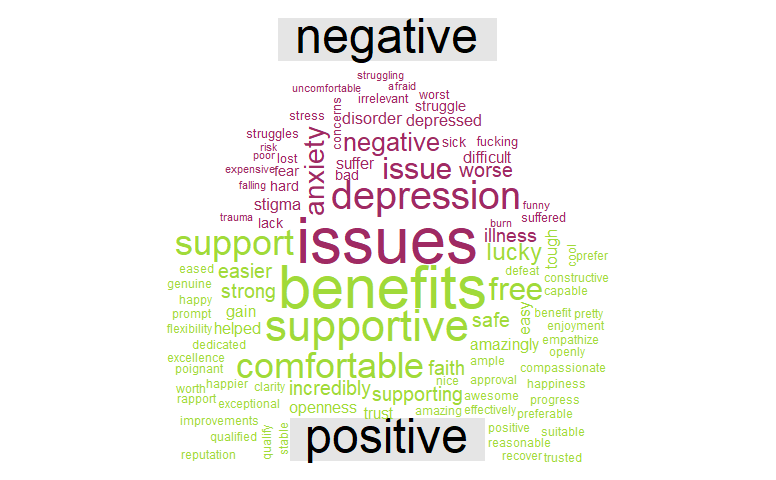 negative
struggling
uncomfortable
afraid
irrelevant
worst
concerns
struggle
stress
disorder
depressed
struggles
anxiety
negative
sick
fucking
risk
poor
lost
suffer
issue
difficult
expensive
fear
bad
worse
falling
hard
depression
stigma
funny
trauma
lack
issues
burn
suffered
illness
support
lucky
tough
cool
prefer
eased
easier
benefits
defeat
constructive
genuine
strong
free
capable
happy
prompt
gain
supportive
safe
easy
benefit
pretty
flexibility
helped
enjoyment
dedicated
amazingly
empathize
excellence
openly
poignant
comfortable
faith
ample
compassionate
worth
happier
clarity
incredibly
nice
approval
happiness
rapport
supporting
awesome
progress
exceptional
openness
trust
amazing
effectively
preferable
improvements
positive
positive
suitable
qualified
qualify
stable
reasonable
reputation
recover
trusted